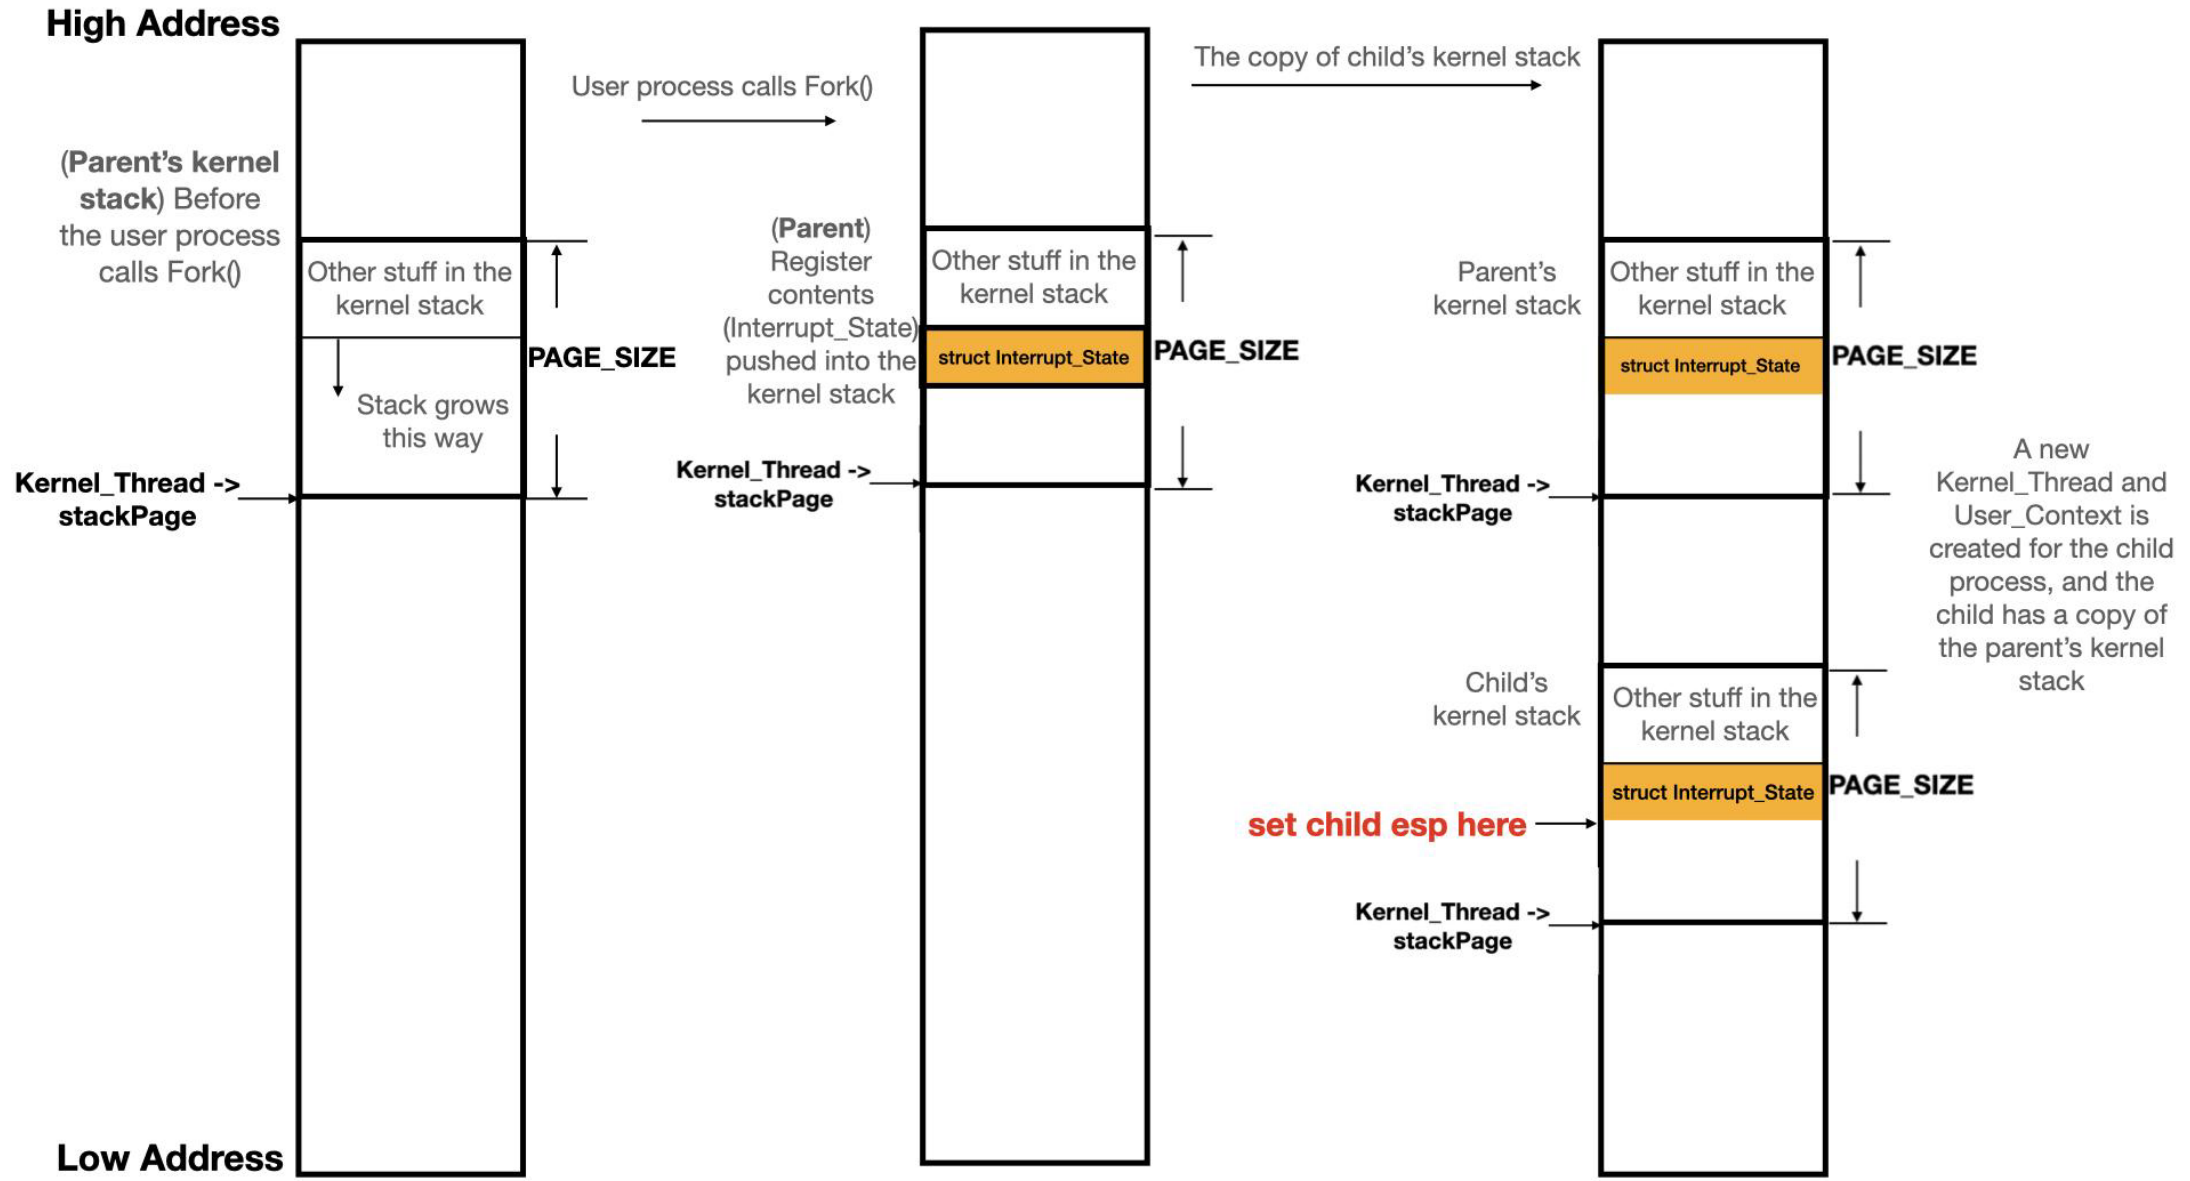 High Address
(Parent's kernel
stack) Before
the user process
calls Fork()
Other stuff in the
kernel stack
Stack grows
this way
PAGE_SIZE
Kernel_Thread ->
stackPage
Low Address
User process calls Fork()
(Parent)
Register
contents
(Interrupt_State)
pushed into the
kernel stack
Other stuff in the
kernel stack
struct Interrupt_State
PAGE_SIZE
Kernel_Thread ->
stackPage
The copy of child's kernel stack
Parent's
kernel stack
Other stuff in the
kernel stack
struct Interrupt_State
PAGE_SIZE
Kernel_Thread ->
stackPage
A new
Kernel_Thread and
User_Context is
created for the child
process, and the
child has a copy of
the parent's kernel
stack
Child's
kernel stack
Other stuff in the
kernel stack
struct Interrupt_State
PAGE_SIZE
set child esp here
Kernel_Thread ->
stackPage